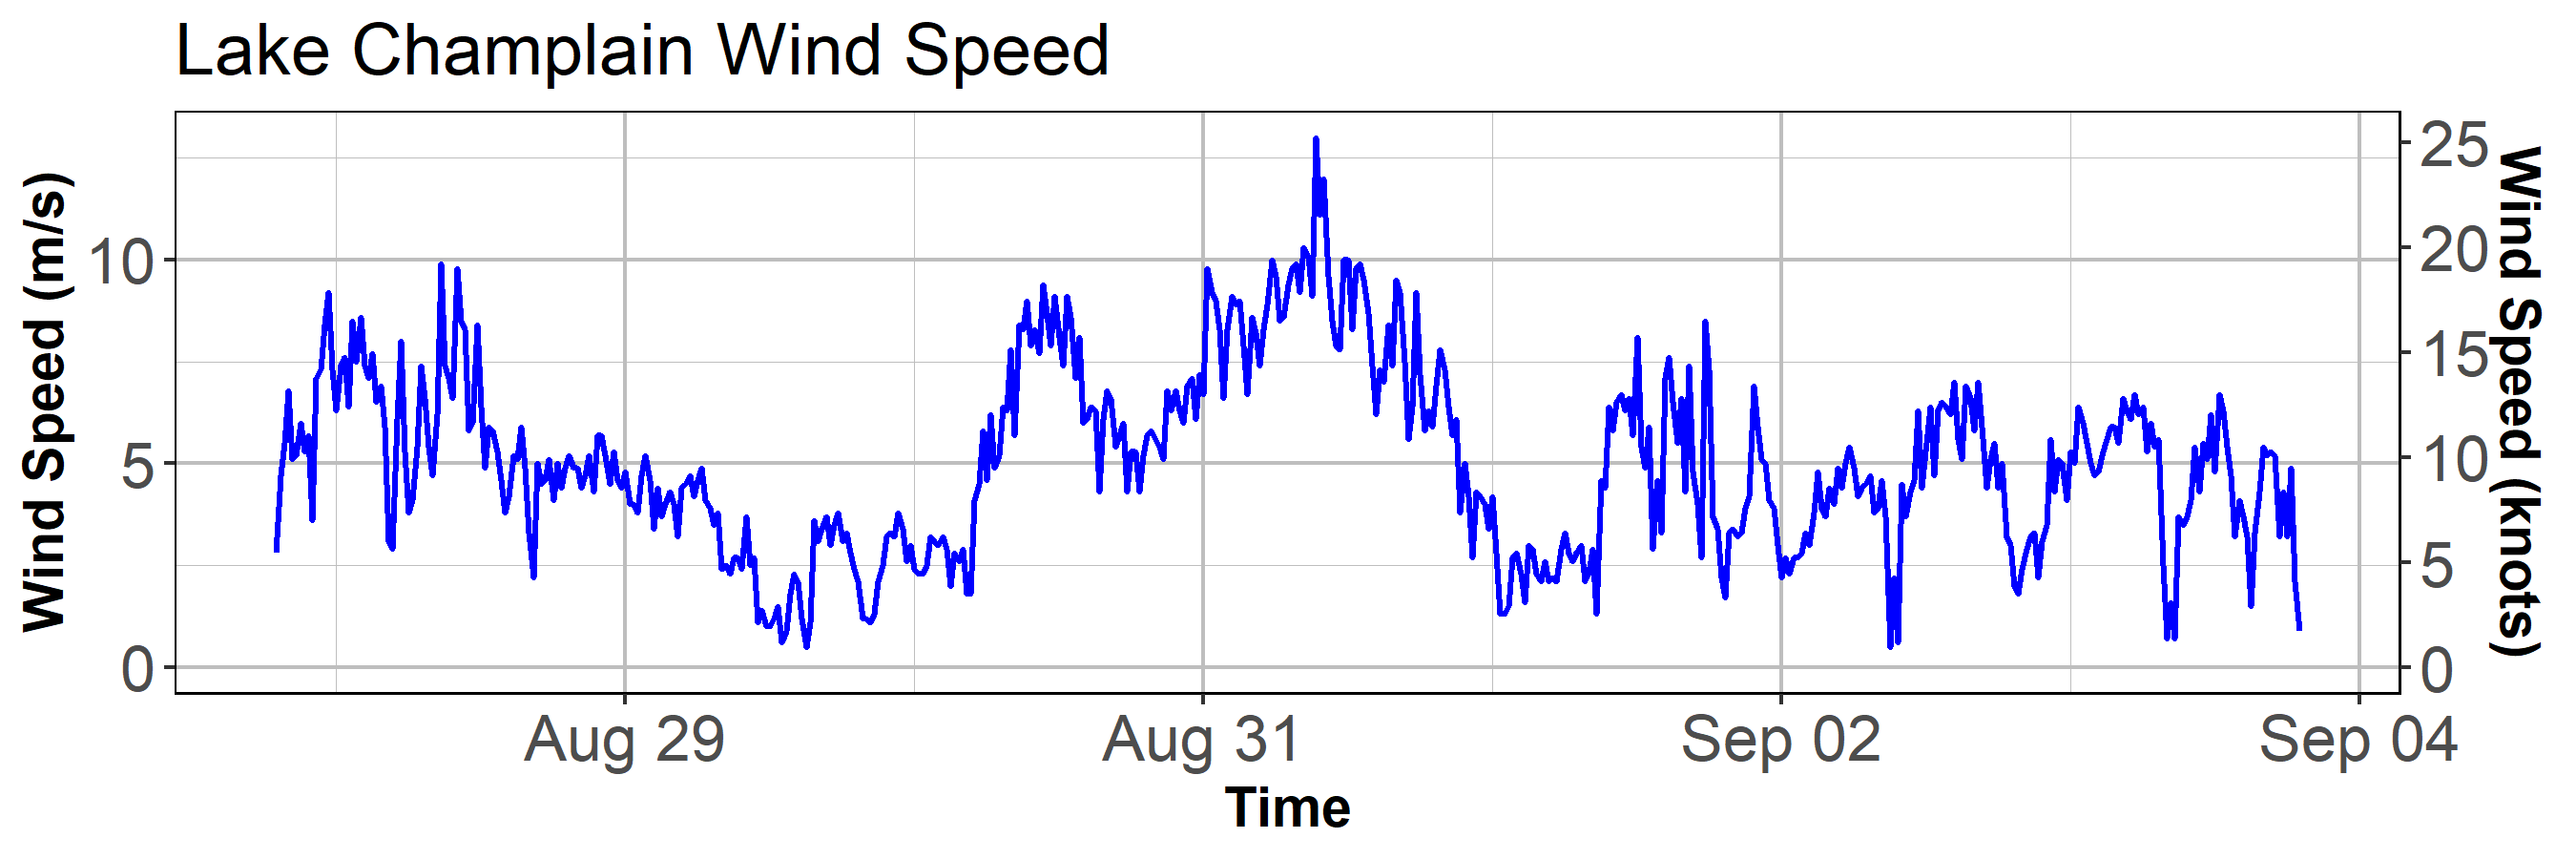 Lake Champlain Wind Speed
Wind Speed (m/s)
10
5
0
25
20
15
10
5
0
Wind Speed (knots)
Aug 29
Aug 31
Sep 02
Sep 04
Time